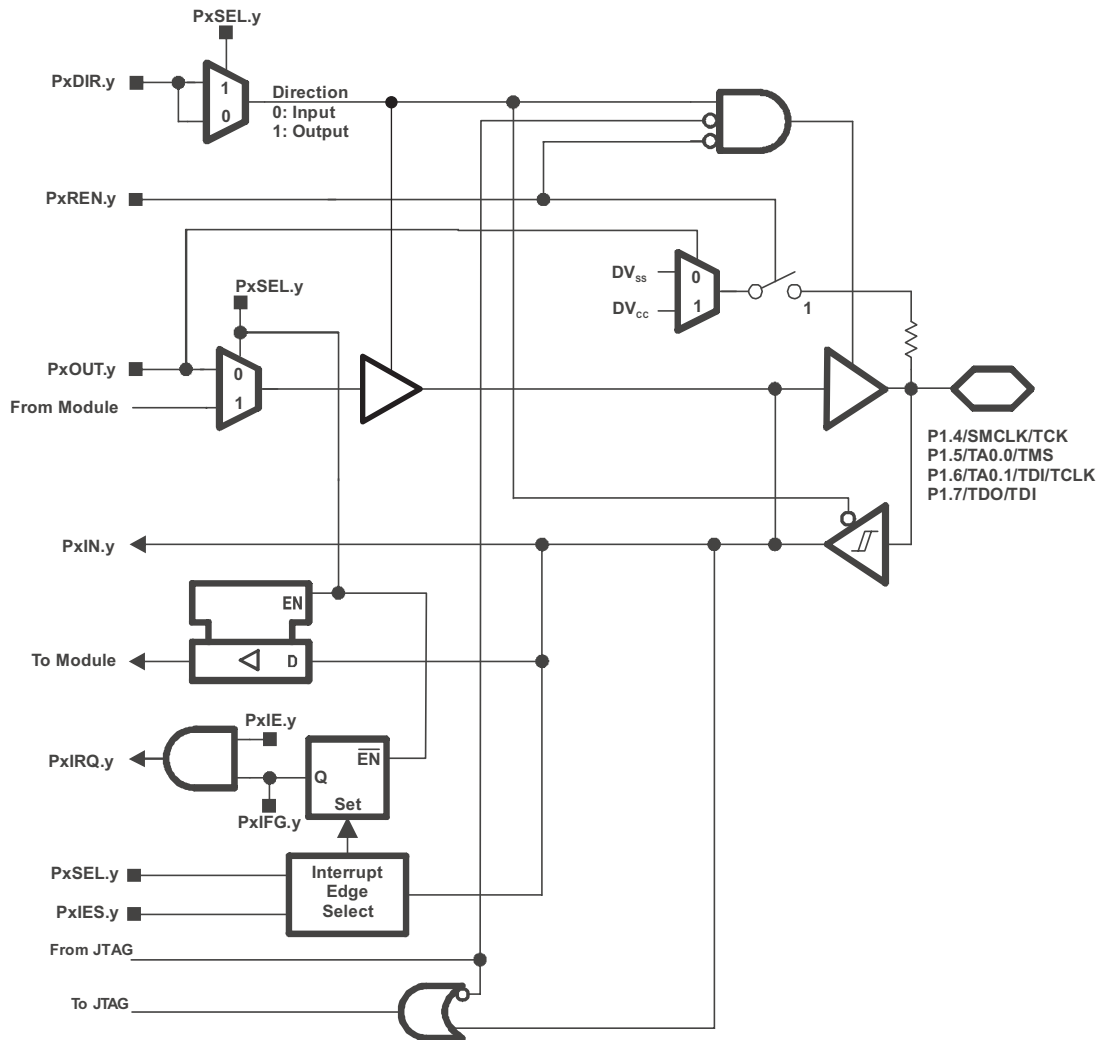 PxSEL.y
PxDIR.y
1
0
Direction
0: Input
1: Output
PxREN.y
DVss
0
DVcc
1
1
PxSEL.y
PxOUT.y
0
From Module
1
P1.4/SMCLK/TCK
P1.5/TA0.0/TMS
P1.6/TA0.1/TDI/TCLK
P1.7/TDO/TDI
PxIN.y
EN
To Module
D
PxIE.y
PxIRQ.y
EN
Q
Set
PxIFG.y
PxSEL.y
PxIES.y
Interrupt
Edge
Select
From JTAG
To JTAG